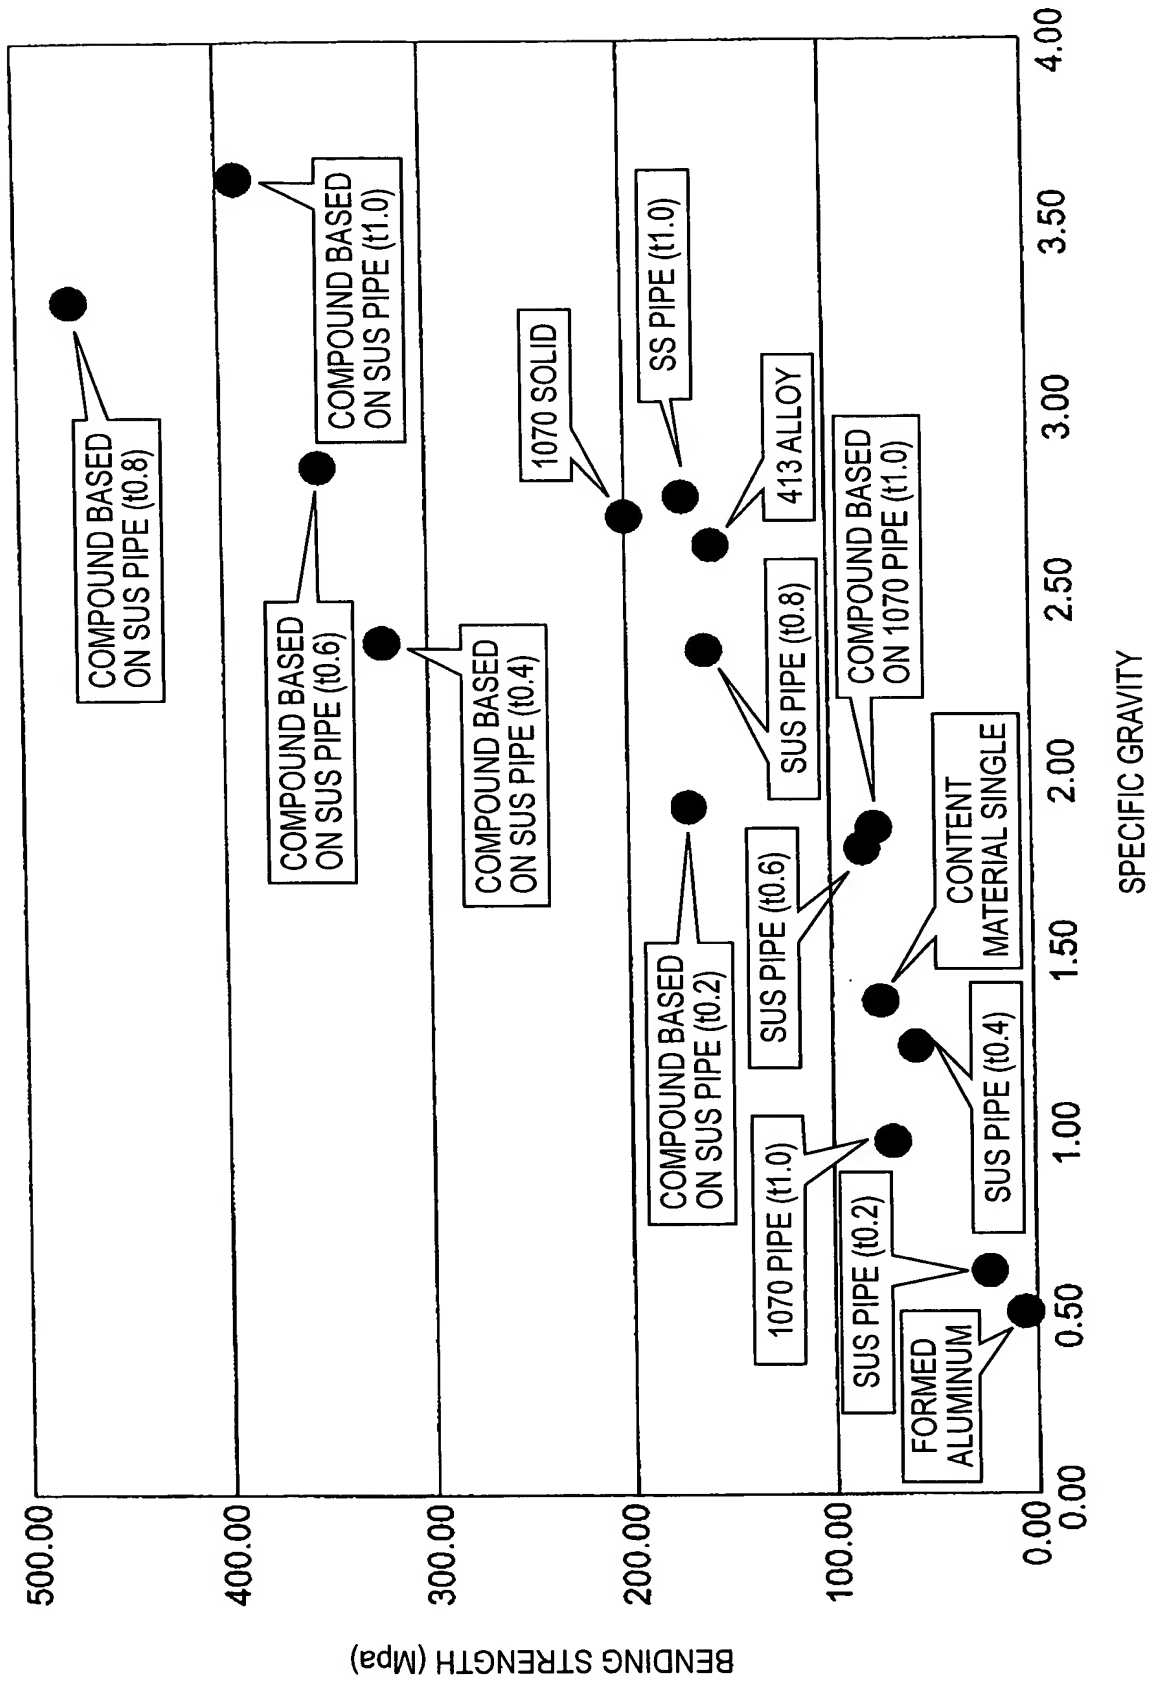 500.00
400.00
300.00
200.00
100.00
0.00
0.00
0.50
1.00
1.50
2.00
2.50
3.00
3.50
4.00
BENDING STRENGTH (Mpa)
SPECIFIC GRAVITY
COMPOUND BASED
ON SUS PIPE (t0.8)
COMPOUND BASED
ON SUS PIPE (t1.0)
COMPOUND BASED
ON SUS PIPE (t0.6)
COMPOUND BASED
ON SUS PIPE (t0.4)
1070 SOLID
SS PIPE (t1.0)
413 ALLOY
COMPOUND BASED
ON SUS PIPE (t0.2)
SUS PIPE (t0.8)
SUS PIPE (t0.6)
COMPOUND BASED
ON 1070 PIPE (t1.0)
1070 PIPE (t1.0)
CONTENT
MATERIAL SINGLE
SUS PIPE (t0.2)
SUS PIPE (t0.4)
FORMED
ALUMINUM